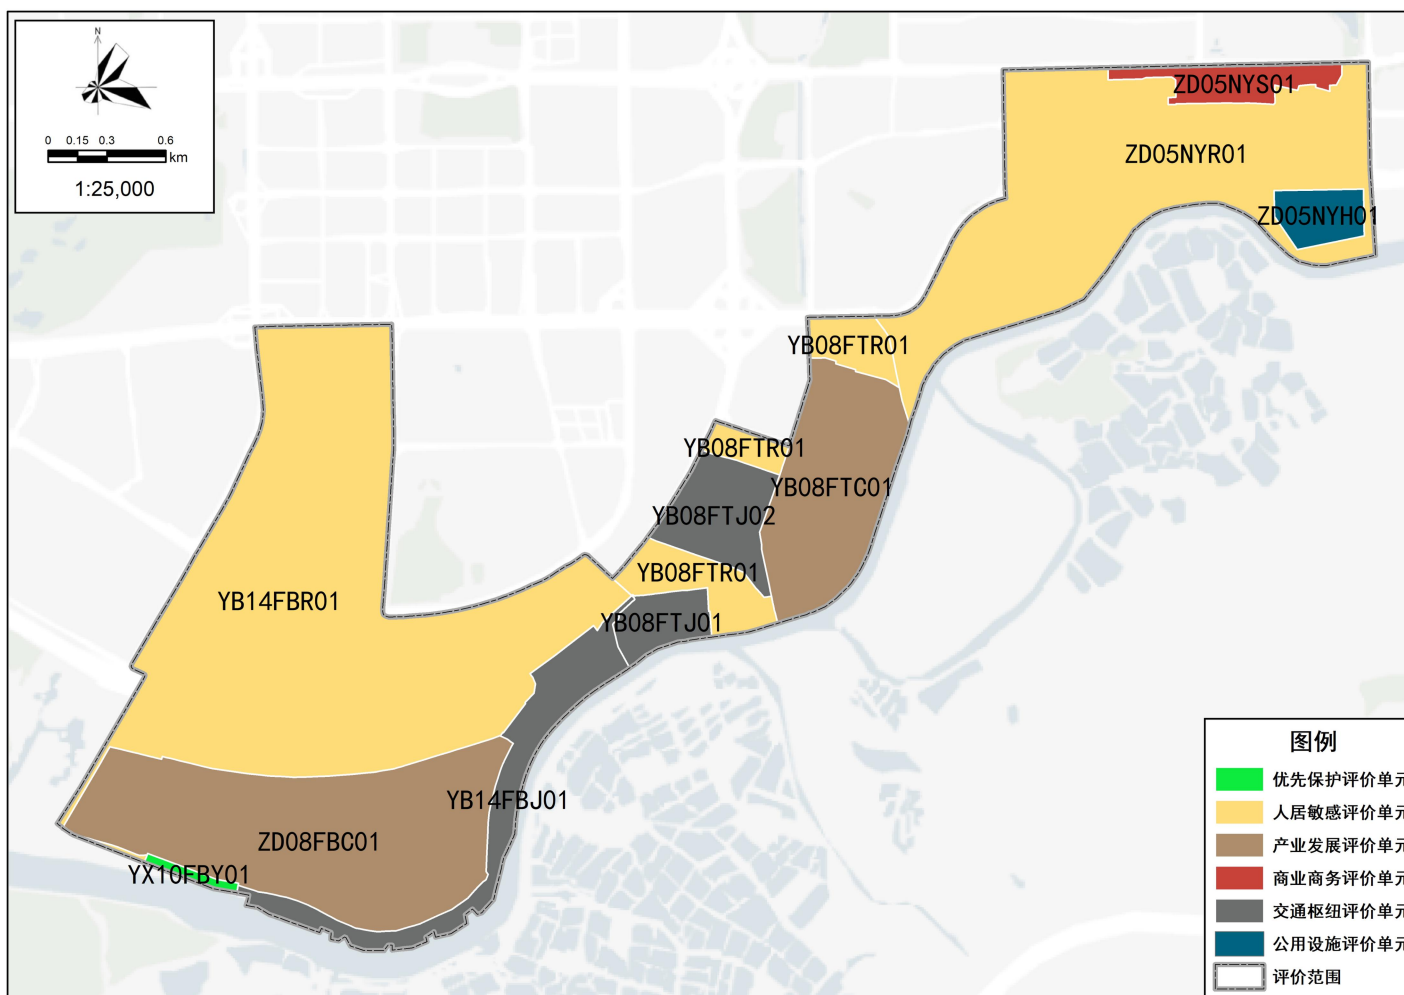 N
0 0.15 0.3 0.6
km
1:25,000
ZD05NYS01
ZD05NYR01
ZD05NYH01
YB08FTR01
YB08FTR01
YB08FTC01
YB08FTJ02
YB08FTR01
YB14FBR01
YB08FTJ01
YB14FBJ01
ZD08FBC01
YX10FBY01
图例
优先保护评价单元
人居敏感评价单元
产业发展评价单元
商业商务评价单元
交通枢纽评价单元
公用设施评价单元
评价范围